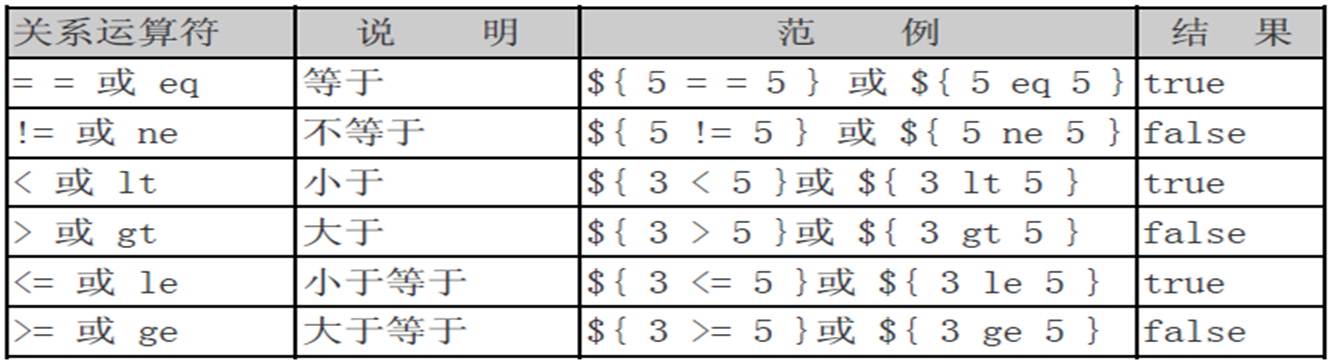 关系运算符 说 明 范 例 结 果
= = 或 eq 等于 ${ 5 = = 5 } 或 ${ 5 eq 5 } true
!= 或 ne 不等于 ${ 5 != 5 } 或 ${ 5 ne 5 } false
< 或 lt 小于 ${ 3 < 5 }或 ${ 3 lt 5 } true
> 或 gt 大于 ${ 3 > 5 }或 ${ 3 gt 5 } false
<= 或 le 小于等于 ${ 3 <= 5 }或 ${ 3 le 5 } true
>= 或 ge 大于等于 ${ 3 >= 5 }或 ${ 3 ge 5 } false